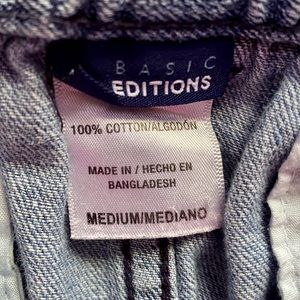 BASIC
EDITIONS
100% COTTON/ALGODÓN
MADE IN / HECHO EN
BANGLADESH
MEDIUM/MEDIANO